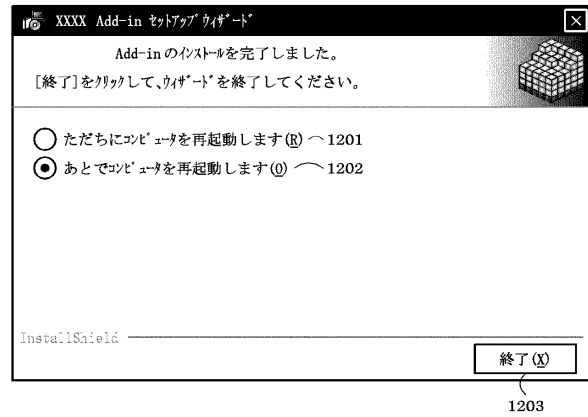 XXXX Add-in ｾｯﾄｱｯﾌﾟｳｨｻﾞｰﾄﾞ
Add-inのｲﾝｽﾄｰﾙを完了しました。
[終了]をｸﾘｯｸして､ｳｨｻﾞｰﾄﾞを終了してください。
ただちにｺﾝﾋﾟｭｰﾀを再起動します(R) 1201
あとでｺﾝﾋﾟｭｰﾀを再起動します(O) 1202
InstallShield
終了(X)
1203